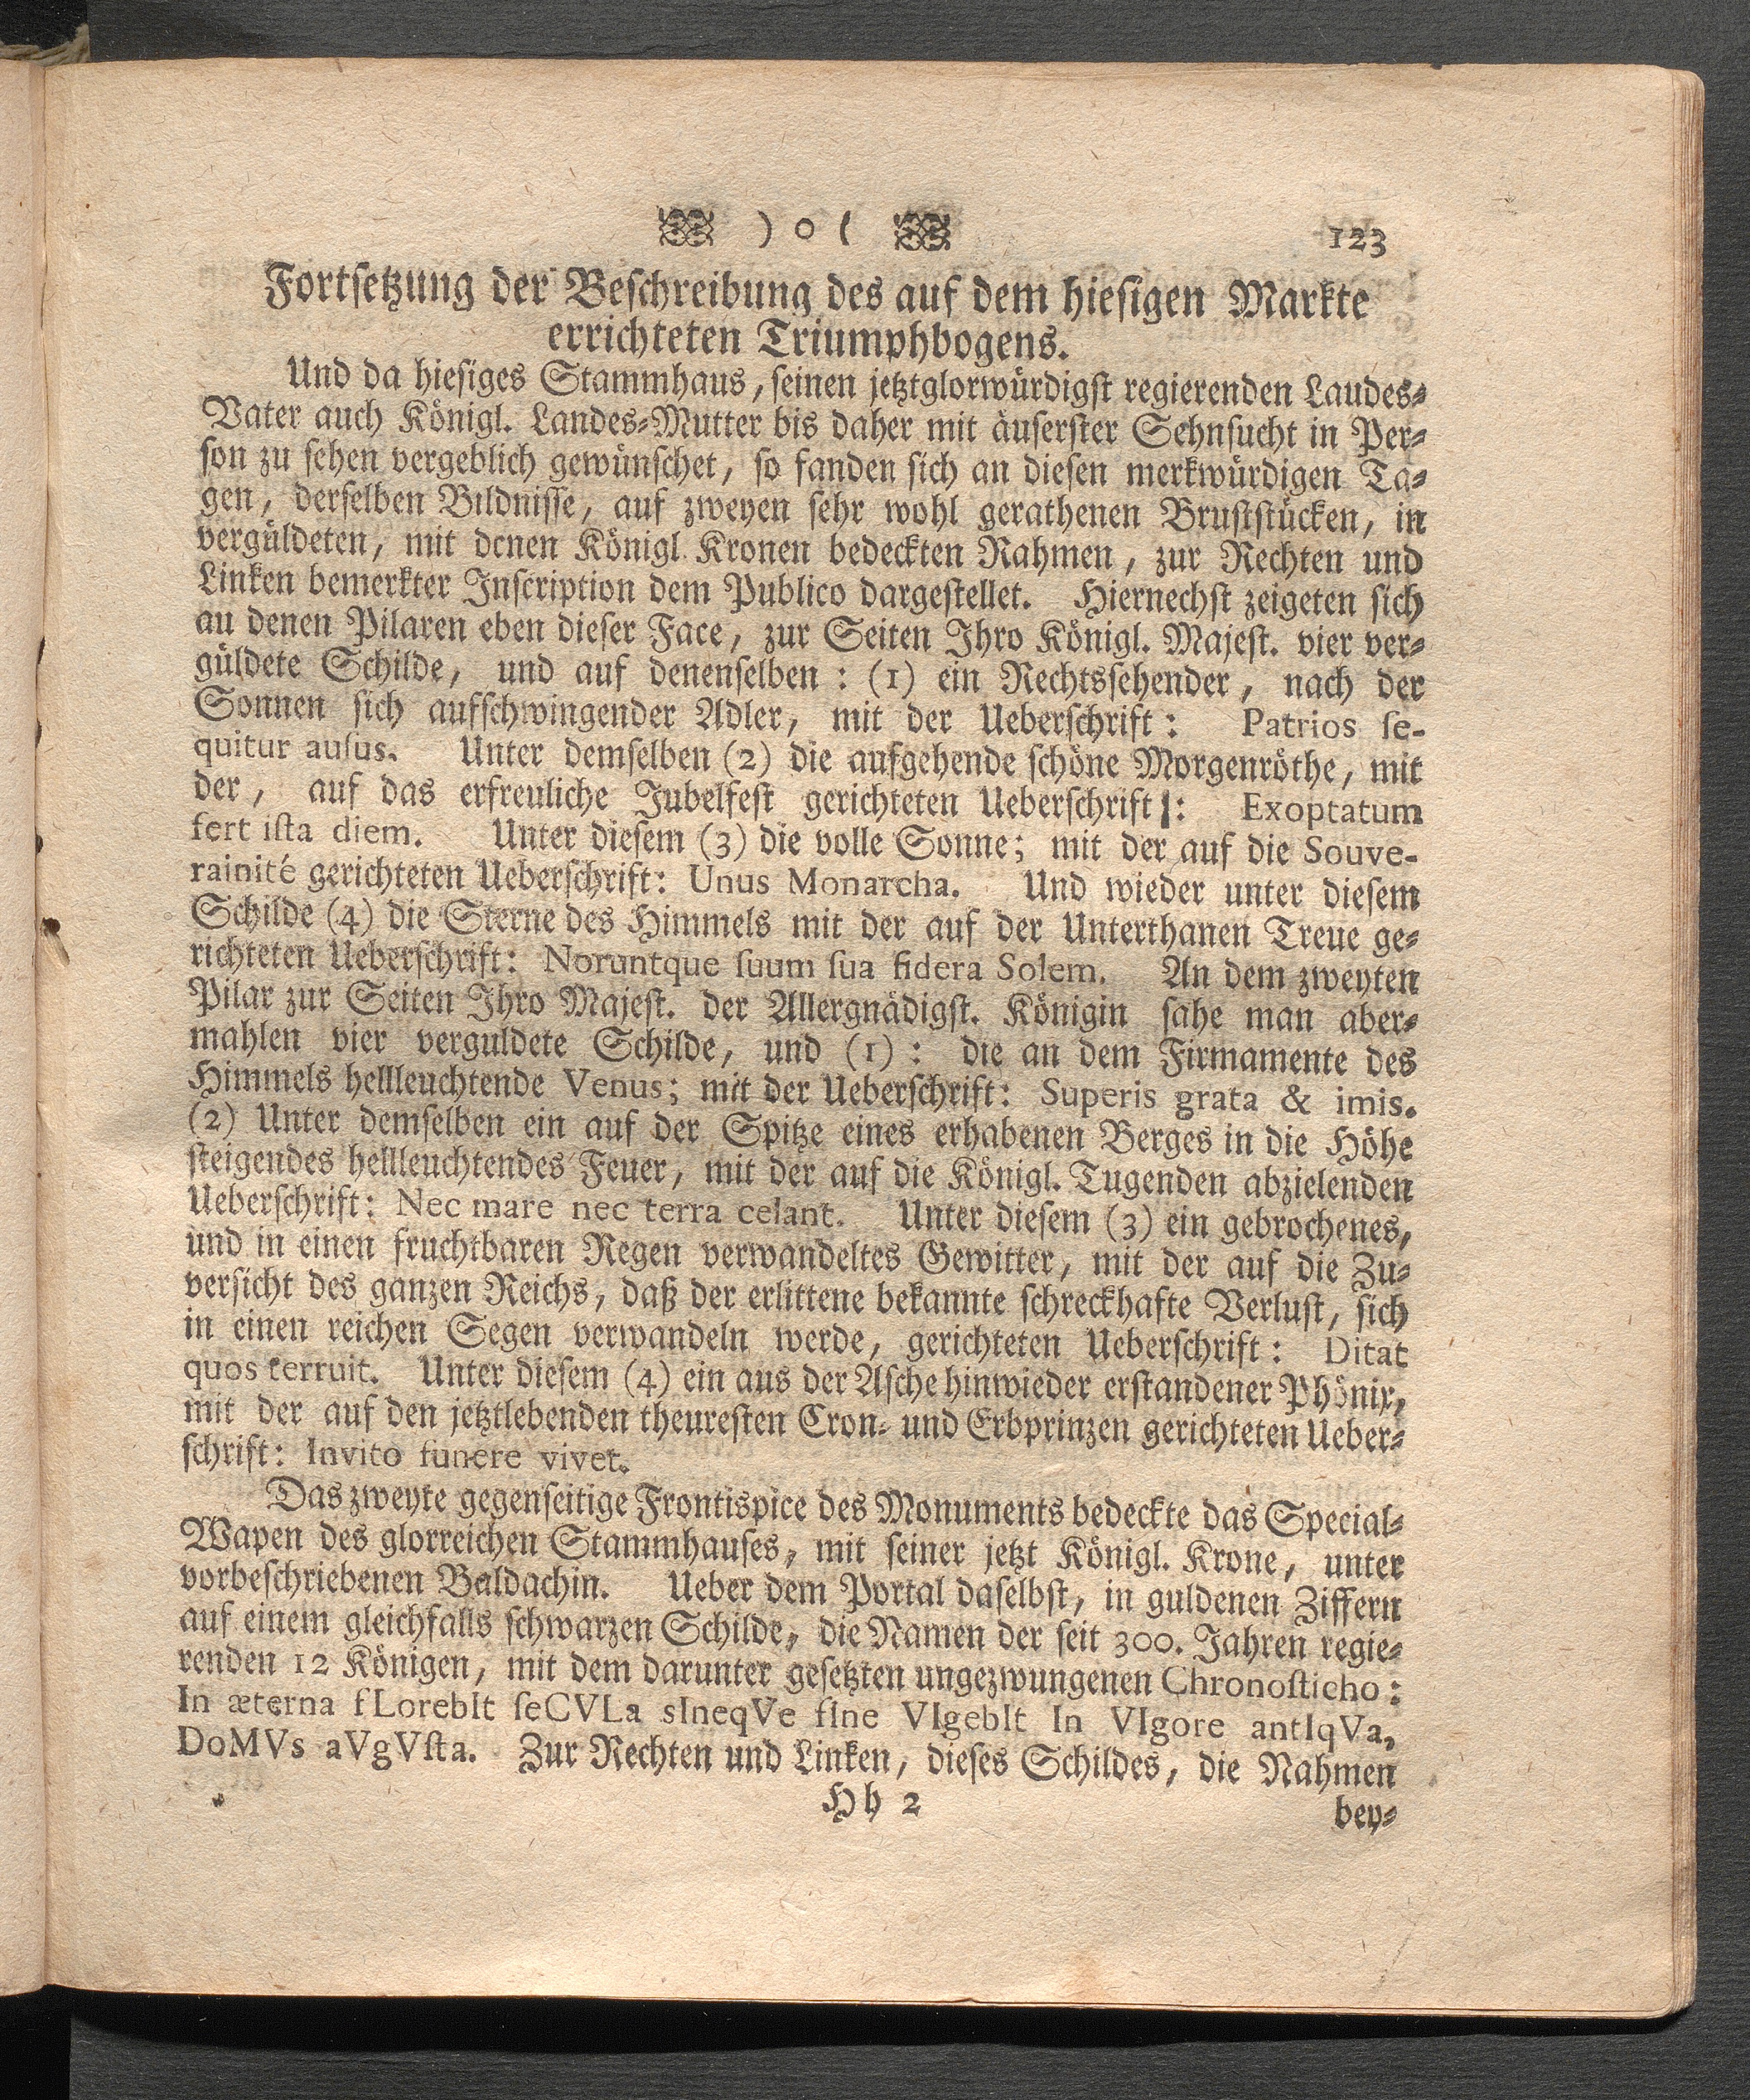 ) o ( 123
Fortsetzung der Beschreibung des auf dem hiesigen Markte
errichteten Triumphbogens.
Und da hiesiges Stammhaus, seinen jetztglorwürdigst regierenden Laudes-
Vater auch Königl. Landes-Mutter bis daher mit äuserster Sehnsucht in Per-
son zu sehen vergeblich gewünschet, so fanden sich an diesen merkwürdigen Ta-
gen, derselben Bildnisse, auf zweyen sehr wohl gerathenen Bruststücken, in
vergüldeten, mit denen Königl. Kronen bedeckten Rahmen, zur Rechten und
Linken bemerkter Inscription dem Publico dargestellet. Hiernechst zeigeten sich
au denen Pilaren eben dieser Face, zur Seiten Ihro Königl. Majest. vier ver-
güldete Schilde, und auf denenselben: (1) ein Rechtssehender, nach der
Sonnen sich aufschwingender Adler, mit der Ueberschrift: Patrios ſe-
quitur auſus. Unter demselben (2) die aufgehende schöne Morgenröthe, mit
der, auf das erfreuliche Jubelfest gerichteten Ueberschrift: Exoptatum
fert iſta diem. Unter diesem (3) die volle Sonne; mit der auf die Souve-
rainité gerichteten Ueberschrift: Unus Monarcha. Und wieder unter diesem
Schilde (4) die Sterne des Himmels mit der auf der Unterthanen Treue ge-
richteten Ueberschrift: Noruntque ſuum ſua ſidera Solem. An dem zweyten
Pilar zur Seiten Ihro Majest. der Allergnädigst. Königin sahe man aber-
mahlen vier verguldete Schilde, und (1): die an dem Firmamente des
Himmels hellleuchtende Venus; mit der Ueberschrift: Superis grata & imis.
(2) Unter demselben ein auf der Spitze eines erhabenen Berges in die Höhe
steigendes hellleuchtendes Feuer, mit der auf die Königl. Tugenden abzielenden
Ueberschrift: Nec mare nec terra celant. Unter diesem (3) ein gebrochenes,
und in einen fruchtbaren Regen verwandeltes Gewitter, mit der auf die Zu-
versicht des ganzen Reichs, daß der erlittene bekannte schreckhafte Verlust, sich
in einen reichen Segen verwandeln werde, gerichteten Ueberschrift: Ditat
quos terruit. Unter diesem (4) ein aus der Asche hinwieder erstandener Phönix,
mit der auf den jetztlebenden theuresten Cron- und Erbprinzen gerichteten Ueber-
schrift: Invito funere vivet.
Das zweyte gegenseitige Frontispice des Monuments bedeckte das Special-
Wapen des glorreichen Stammhauses, mit seiner jetzt Königl. Krone, unter
vorbeschriebenen Baldachin. Ueber dem Portal daselbst, in guldenen Ziffern
auf einem gleichfalls schwarzen Schilde, die Namen der seit 300. Jahren regie-
renden 12 Königen, mit dem darunter gesetzten ungezwungenen Chronoſticho:
In æterna fLorebIt ſeCVLa sIneqVe fIne VIgebIt In VIgore antIqVa,
DoMVs aVgVſta. Zur Rechten und Linken, dieses Schildes, die Nahmen
Hh 2 bey-